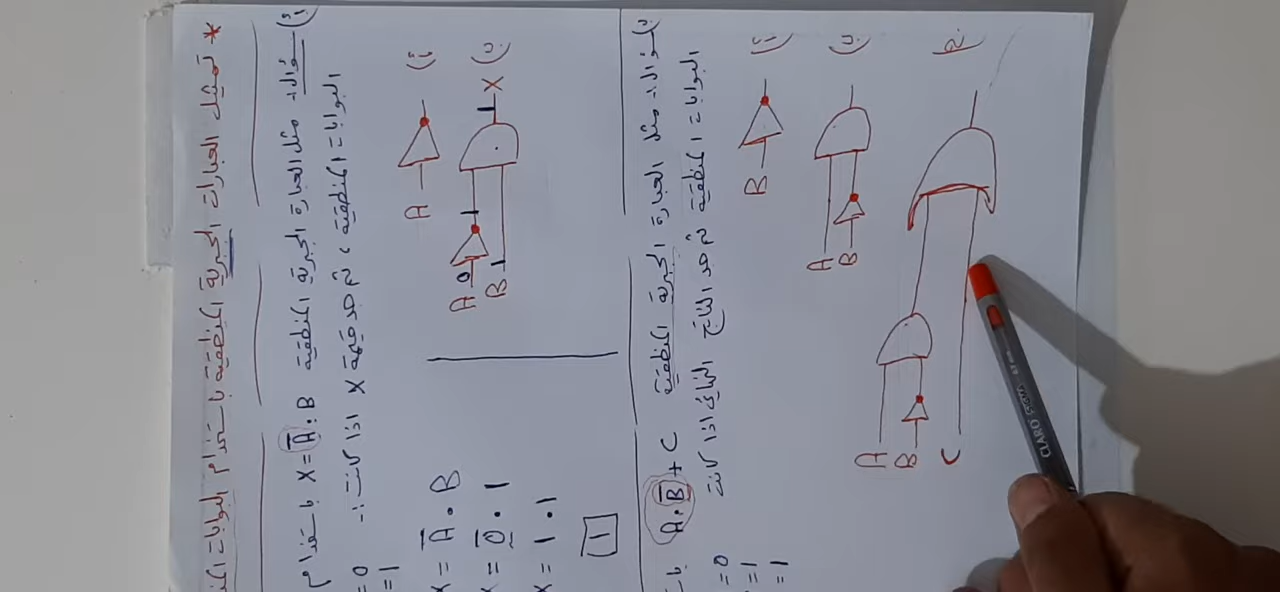 * تمثيل العبارات الجبرية المنطقية باستخدام البوابات
أ) سؤال: مثل العبارة الجبرية المنطقية X = A̅ . B باستخدام
البوابات المنطقية ، ثم جد قيمة X اذا كانت :-
= 0
= 1
أ)
A
ب)
X
1
1
0
1
A
B
X = A̅ . B
X = 0̅ . 1
X = 1 . 1
1
ب) سؤال: مثل العبارة الجبرية المنطقية A . B̅ + C
البوابات المنطقية ثم جد الناتج النهائي اذا كانت
= 0
= 1
= 1
أ)
B
ب)
A
B
ج)
A
B
C
CLARO SIGMA